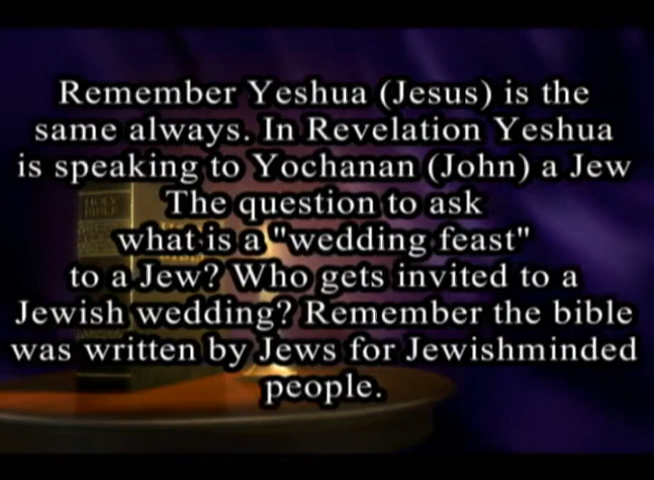 Remember Yeshua (Jesus) is the
same always. In Revelation Yeshua
is speaking to Yochanan (John) a Jew
The question to ask
what is a "wedding feast"
to a Jew? Who gets invited to a
Jewish wedding? Remember the bible
was written by Jews for Jewishminded
people.
HOLY
BIBLE